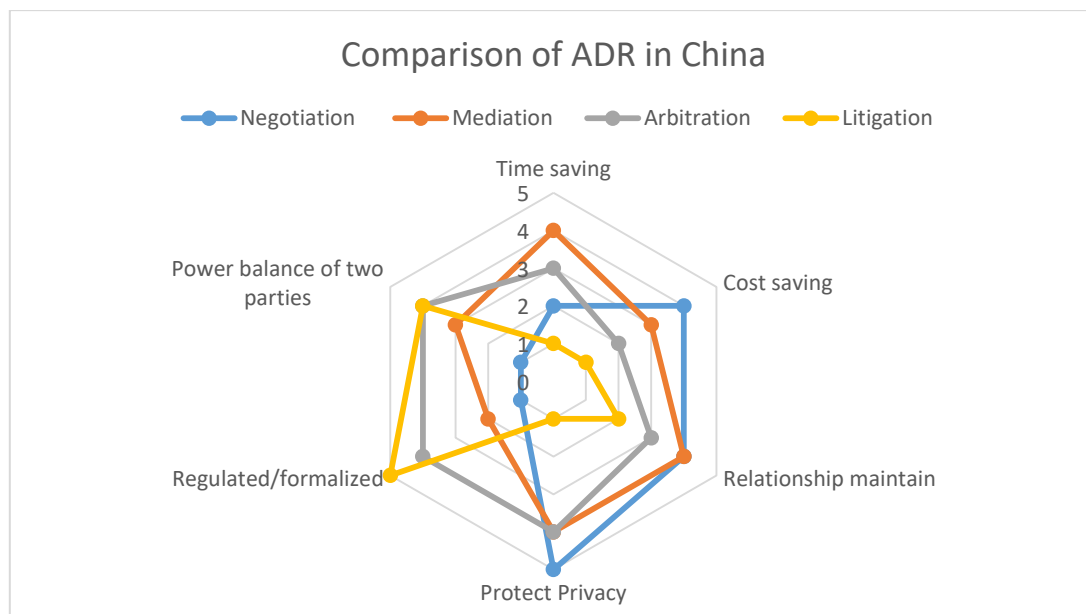 Comparison of ADR in China
Negotiation Mediation Arbitration Litigation
Time saving
5
4
3
2
1
0
Cost saving
Relationship maintain
Protect Privacy
Regulated/formalized
Power balance of two
parties